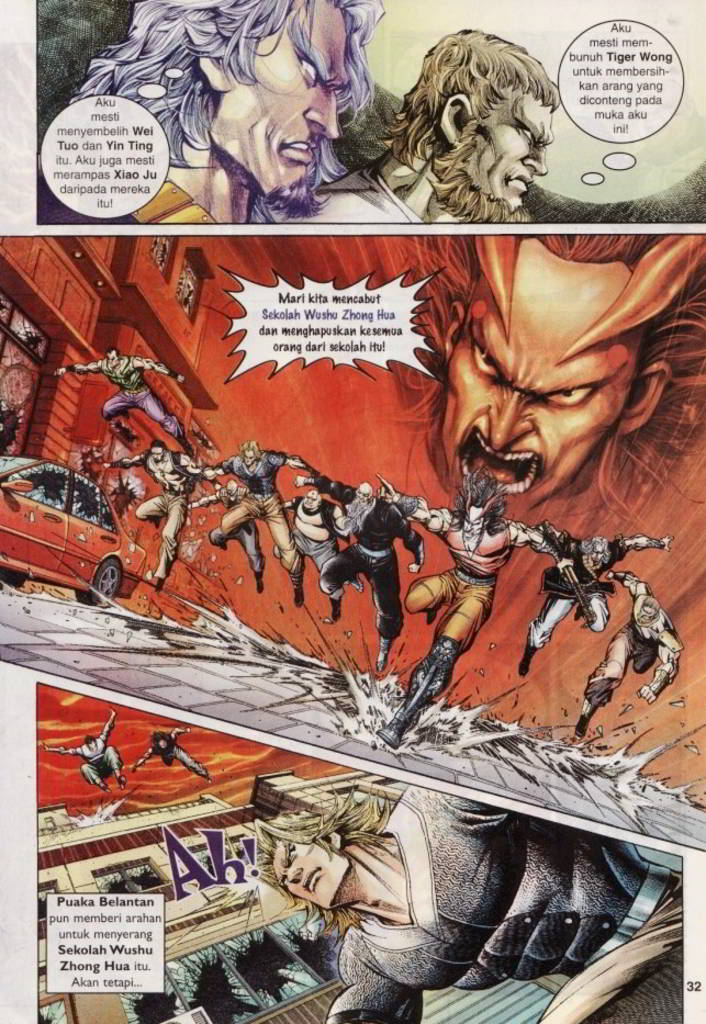 Aku
mesti
menyembelih Wei
Tuo dan Yin Ting
itu. Aku juga mesti
merampas Xiao Ju
daripada mereka
itu!
Aku
mesti mem-
bunuh Tiger Wong
untuk membersih-
kan arang yang
diconteng pada
muka aku
ini!
Mari kita mencabut
Sekolah Wushu Zhong Hua
dan menghapuskan kesemua
orang dari sekolah itu!
Ah!
Puaka Belantan
pun memberi arahan
untuk menyerang
Sekolah Wushu
Zhong Hua itu.
Akan tetapi...
32